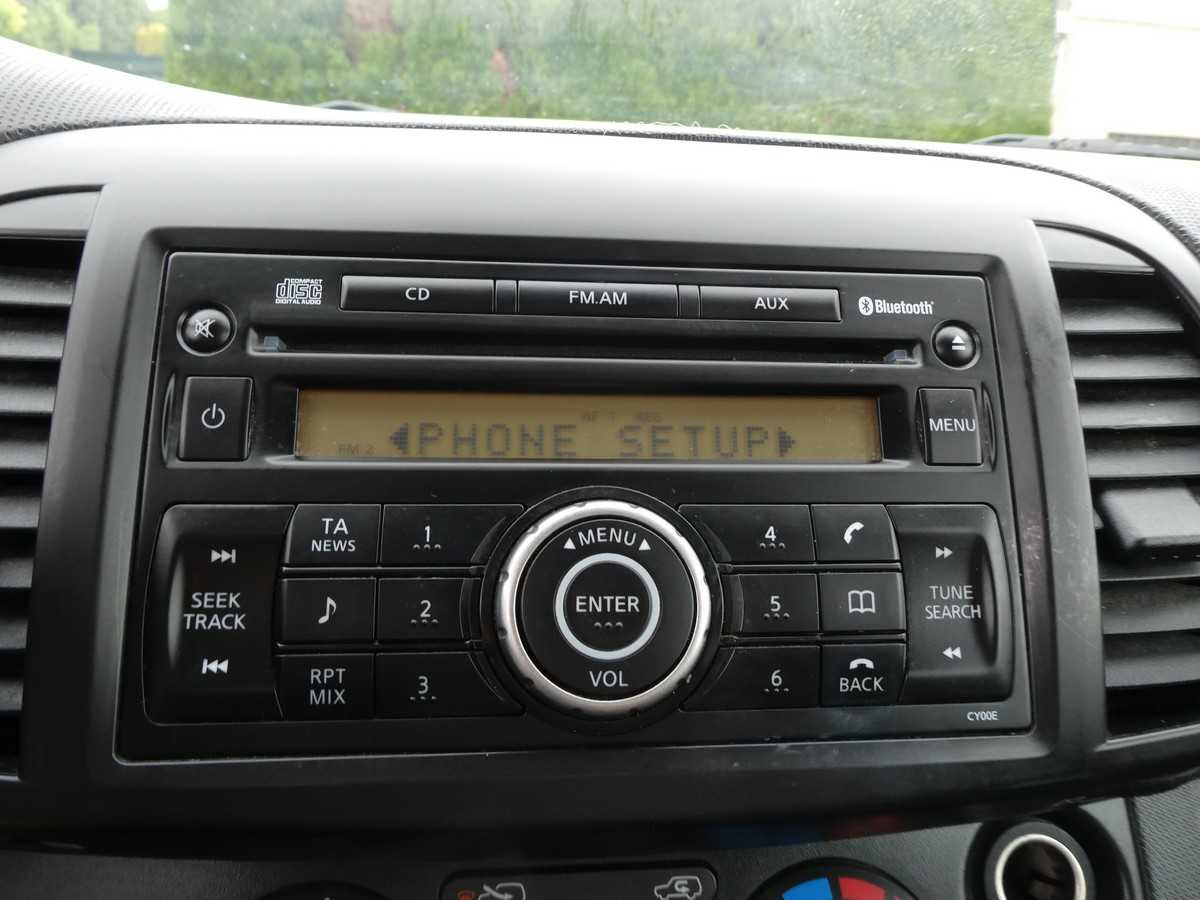 COMPACT
disc
DIGITAL AUDIO
CD
FM.AM
AUX
Bluetooth
PHONE SETUP
MENU
TA
NEWS
1
MENU
4
SEEK
TRACK
2
ENTER
5
TUNE
SEARCH
RPT
MIX
3
VOL
6
BACK
CY00E